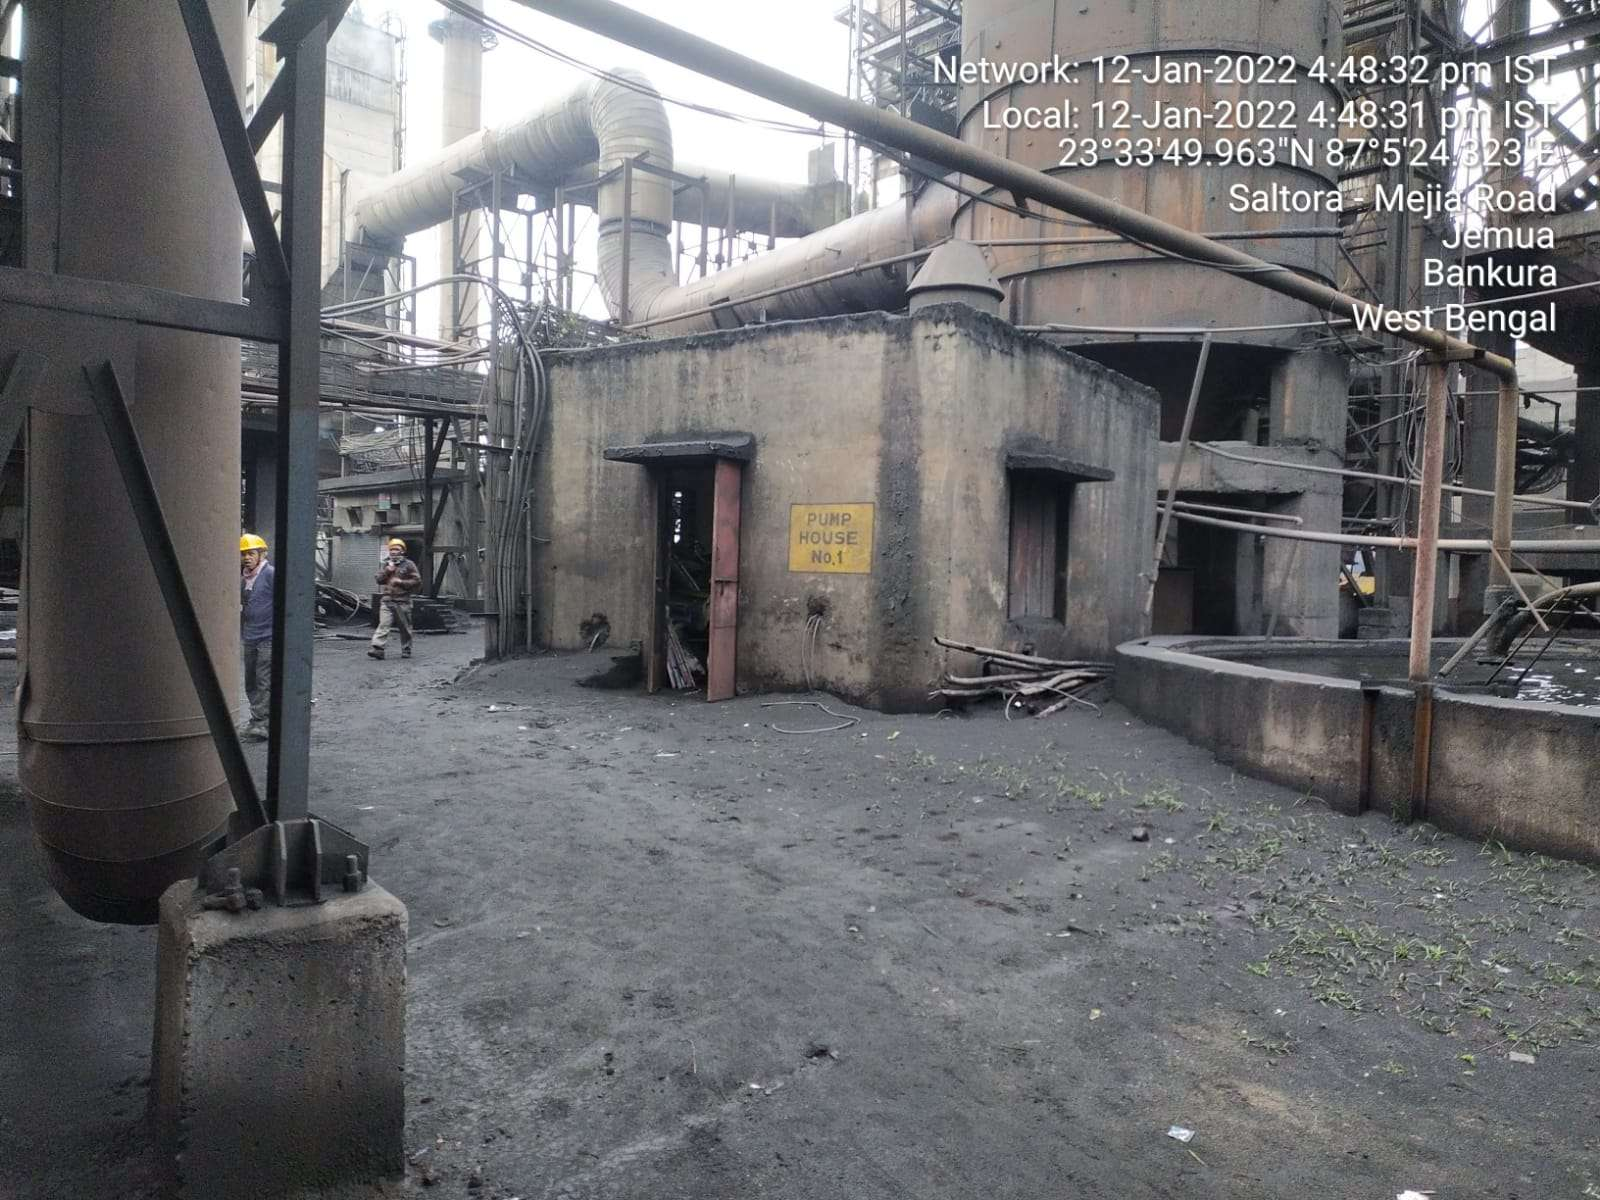 Network: 12-Jan-2022 4:48:32 pm IST
Local: 12-Jan-2022 4:48:31 pm IST
23°33'49.963"N 87°5'24.323"E
Saltora - Mejia Road
Jemua
Bankura
West Bengal
PUMP
HOUSE
No.1